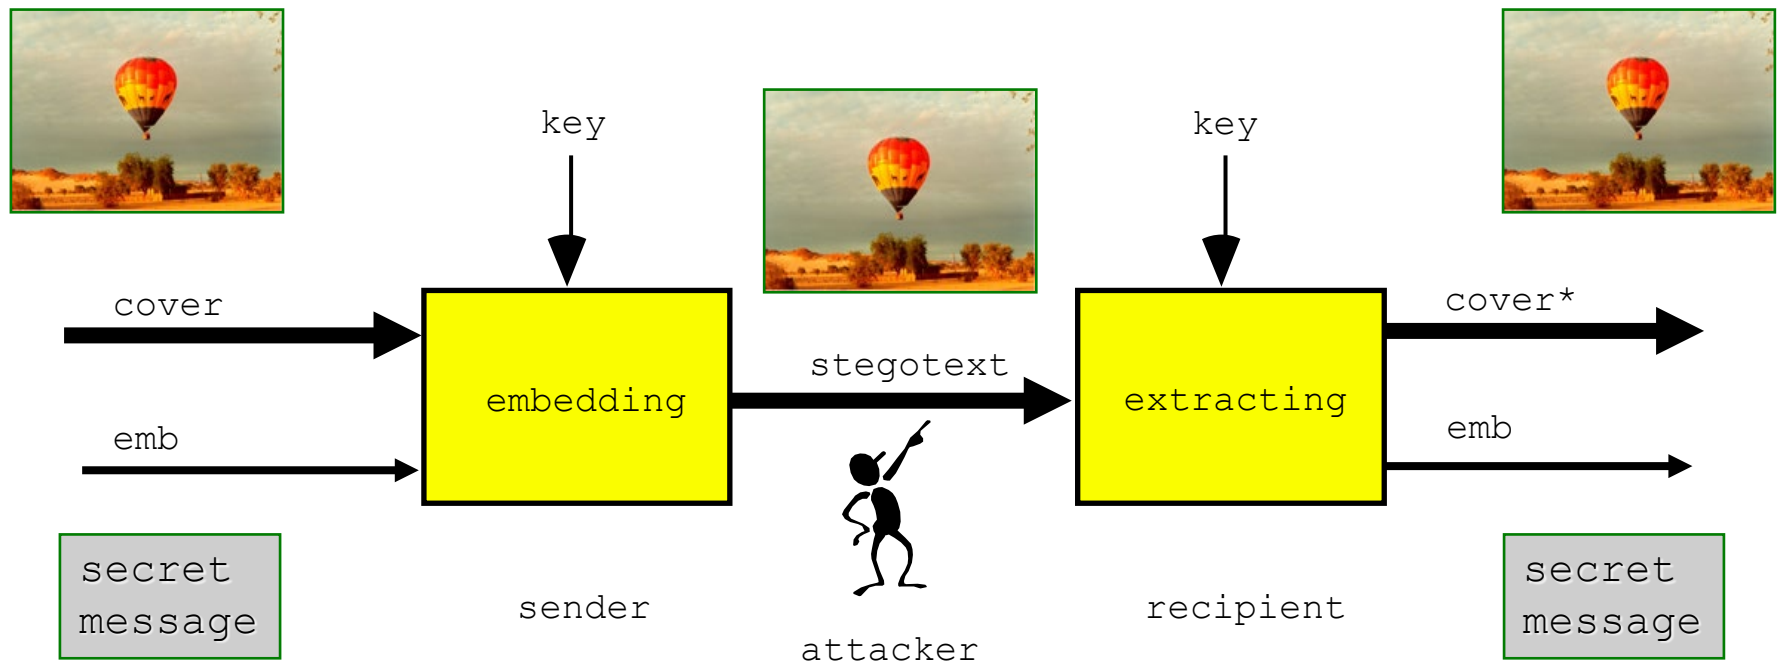 key
key
cover
cover*
stegotext
embedding
extracting
emb
emb
secret
message
secret
message
sender
recipient
attacker